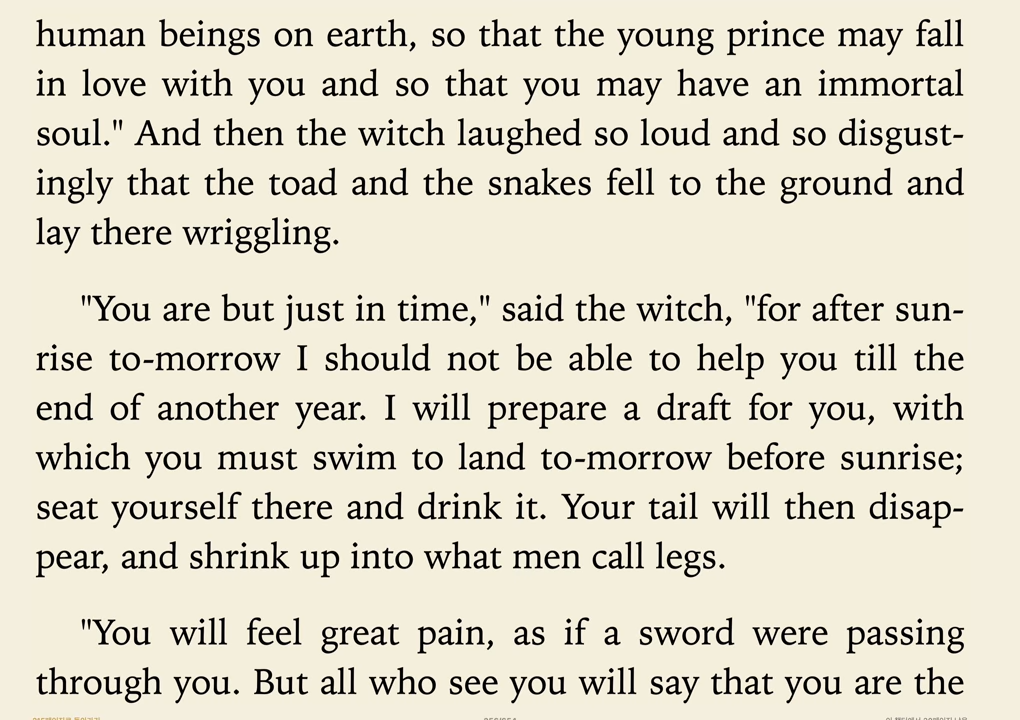 human beings on earth, so that the young prince may fall
in love with you and so that you may have an immortal
soul." And then the witch laughed so loud and so disgust-
ingly that the toad and the snakes fell to the ground and
lay there wriggling.
"You are but just in time," said the witch, "for after sun-
rise to-morrow I should not be able to help you till the
end of another year. I will prepare a draft for you, with
which you must swim to land to-morrow before sunrise;
seat yourself there and drink it. Your tail will then disap-
pear, and shrink up into what men call legs.
"You will feel great pain, as if a sword were passing
through you. But all who see you will say that you are the